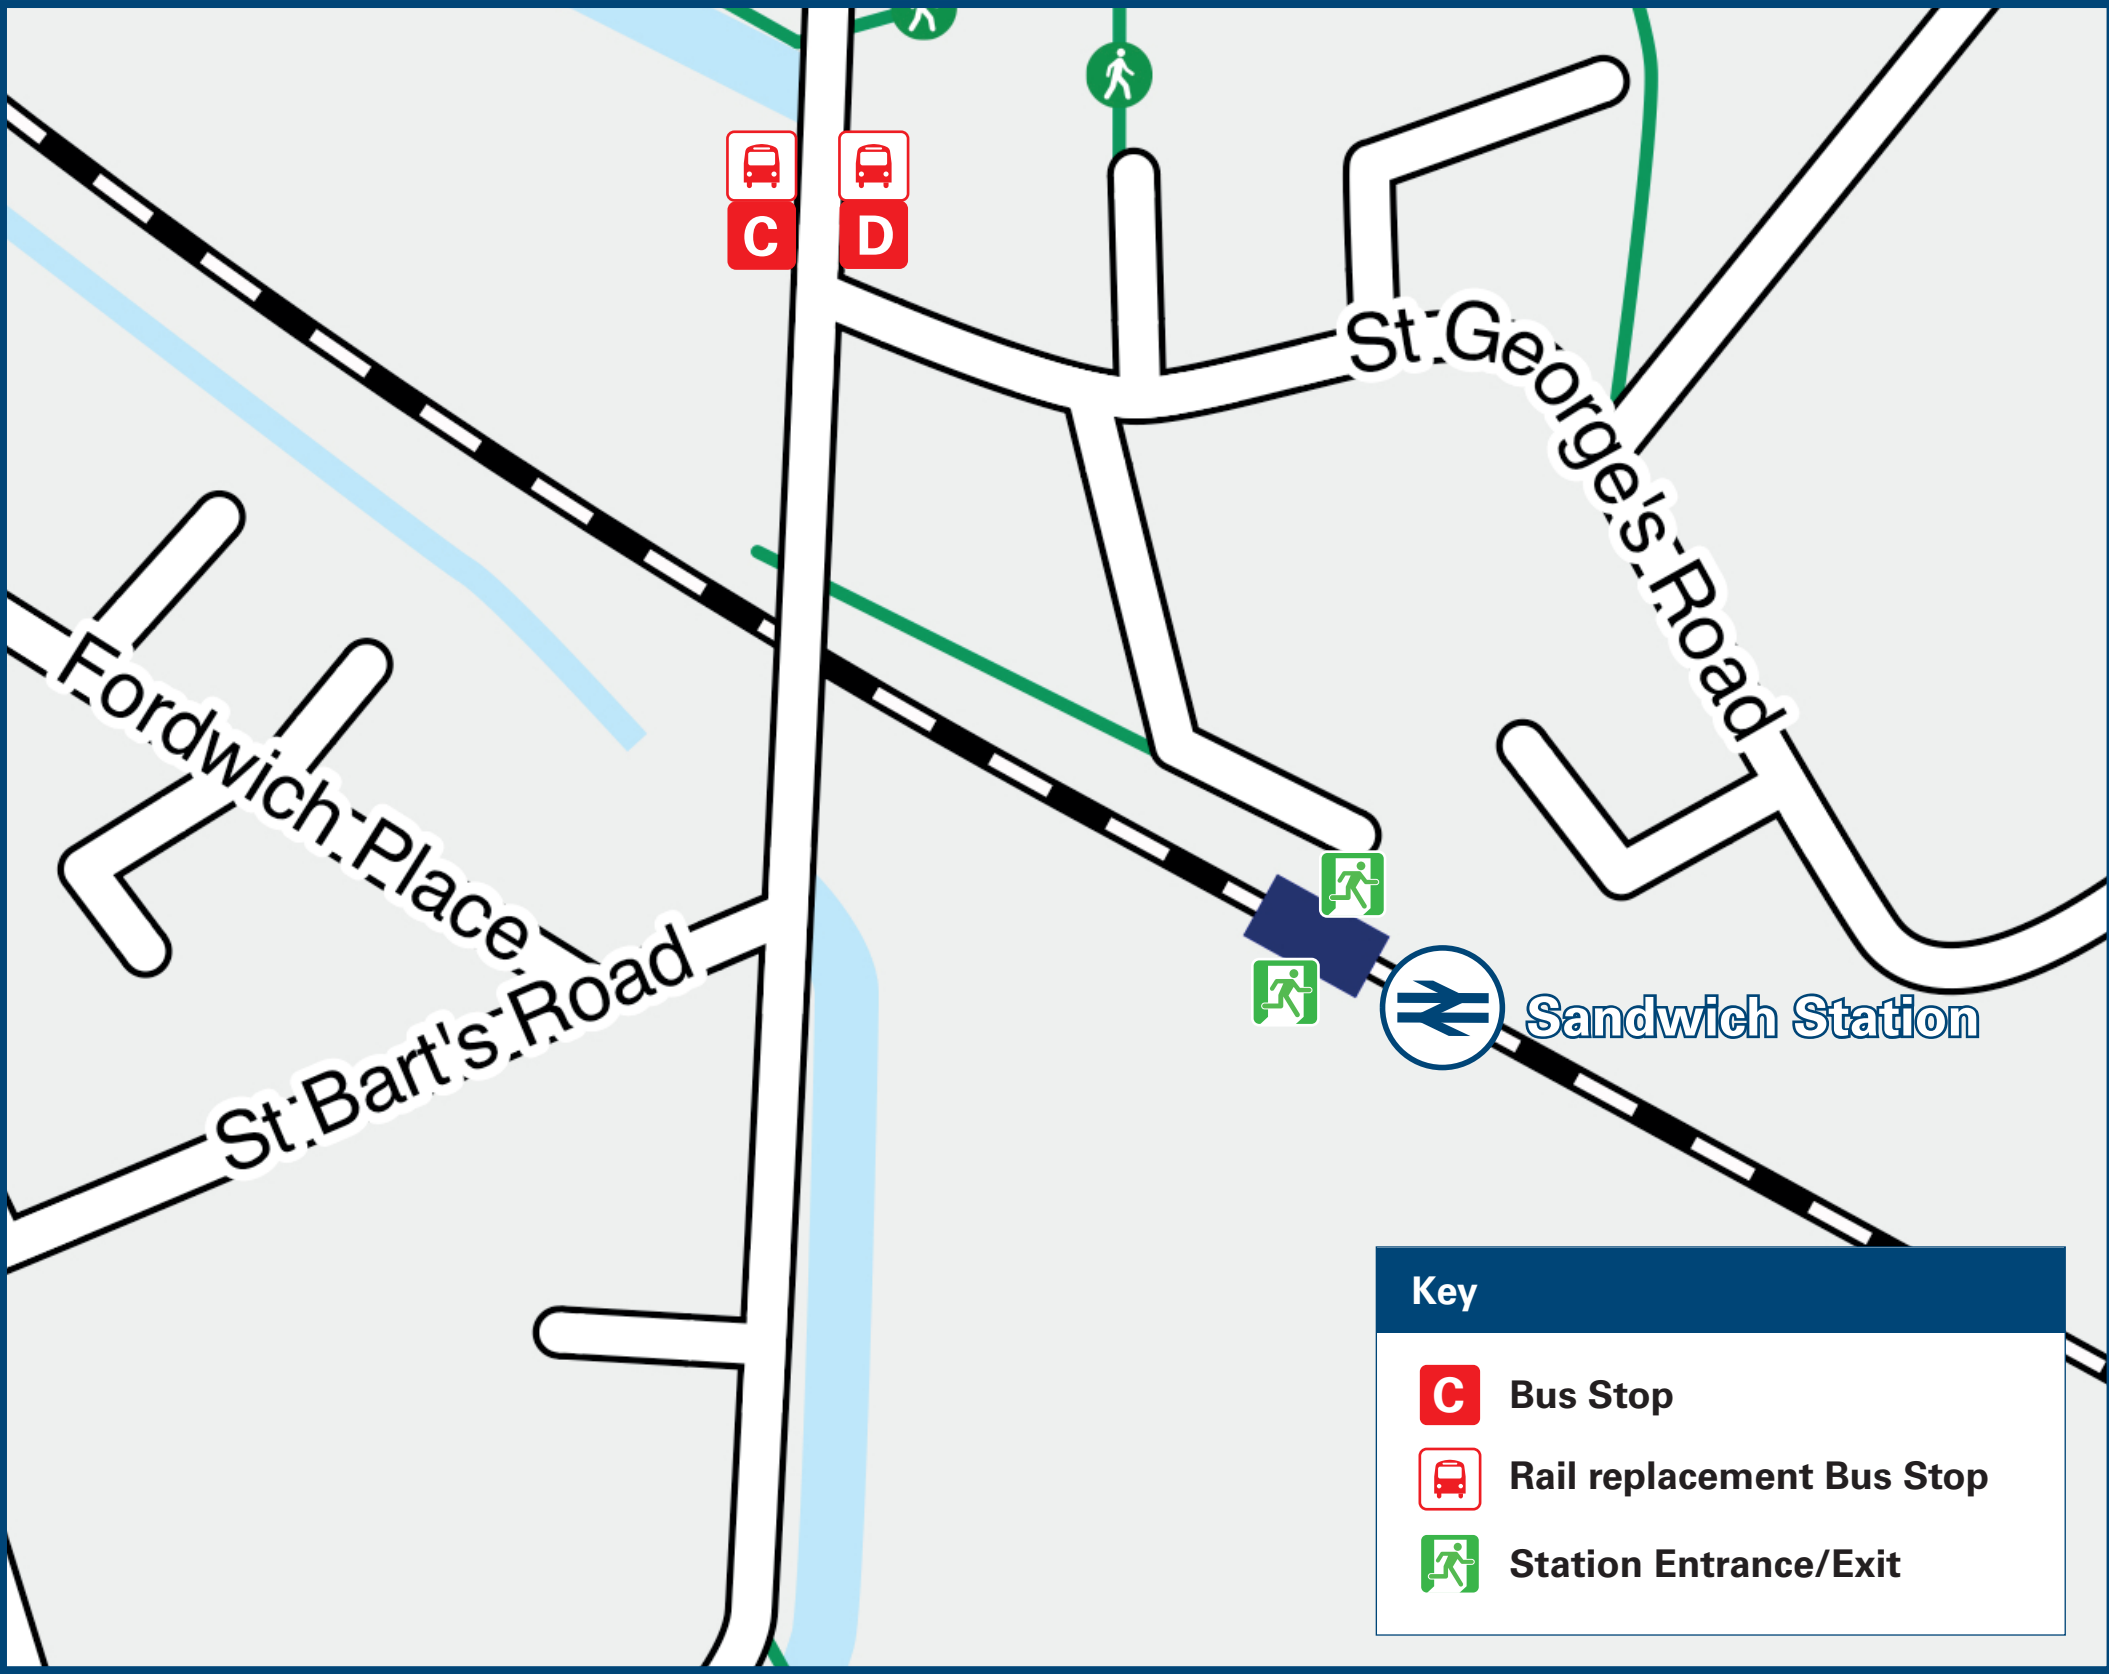 C
D
St George's Road
Fordwich Place
St Bart's Road
Sandwich Station
Key
C Bus Stop
Rail replacement Bus Stop
Station Entrance/Exit